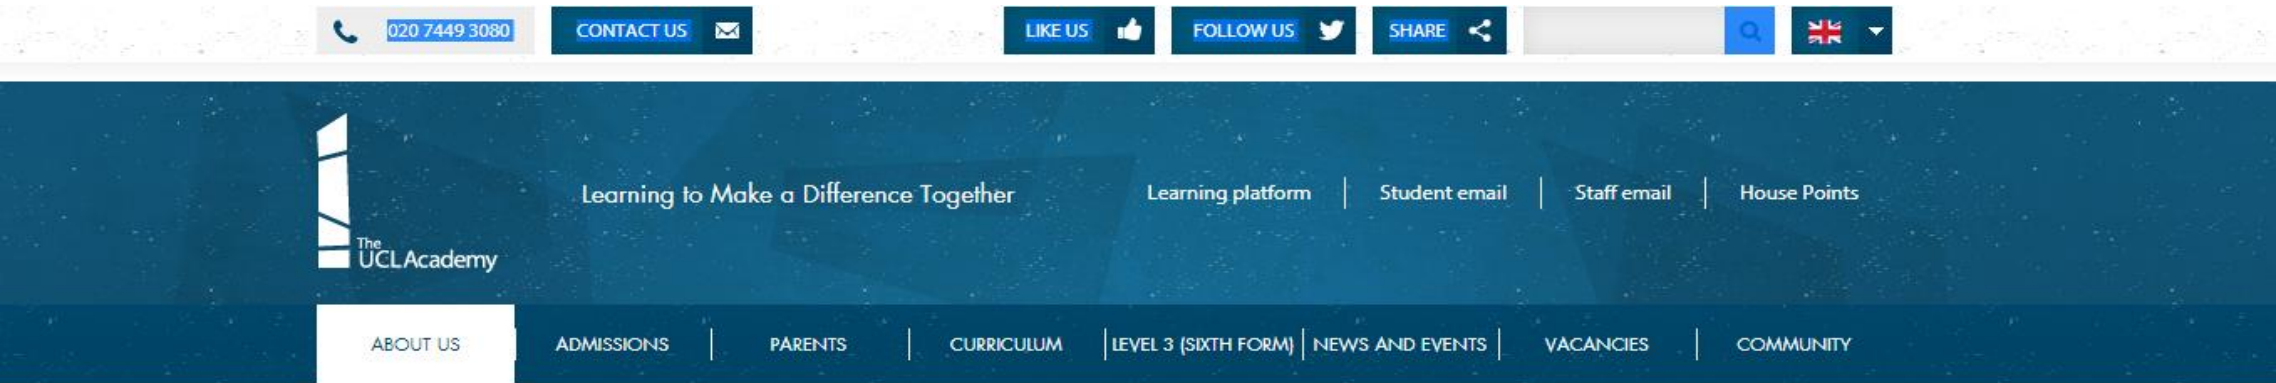 020 7449 3080
CONTACT US
LIKE US
FOLLOW US
SHARE
The
UCL Academy
Learning to Make a Difference Together
Learning platform
Student email
Staff email
House Points
ABOUT US
ADMISSIONS
PARENTS
CURRICULUM
LEVEL 3 (SIXTH FORM)
NEWS AND EVENTS
VACANCIES
COMMUNITY